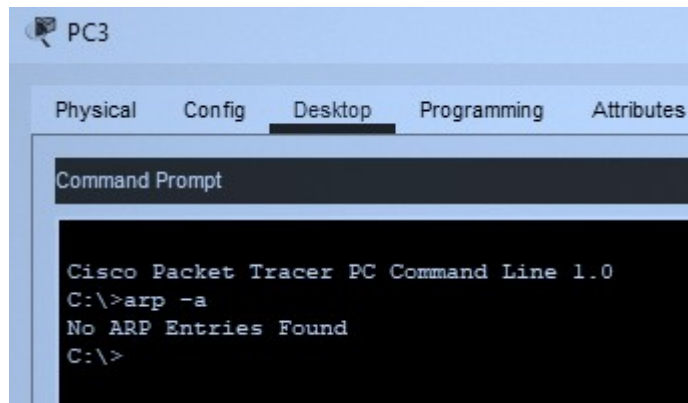 PC3
Physical Config Desktop Programming Attributes
Command Prompt
Cisco Packet Tracer PC Command Line 1.0
C:\>arp -a
No ARP Entries Found
C:\>